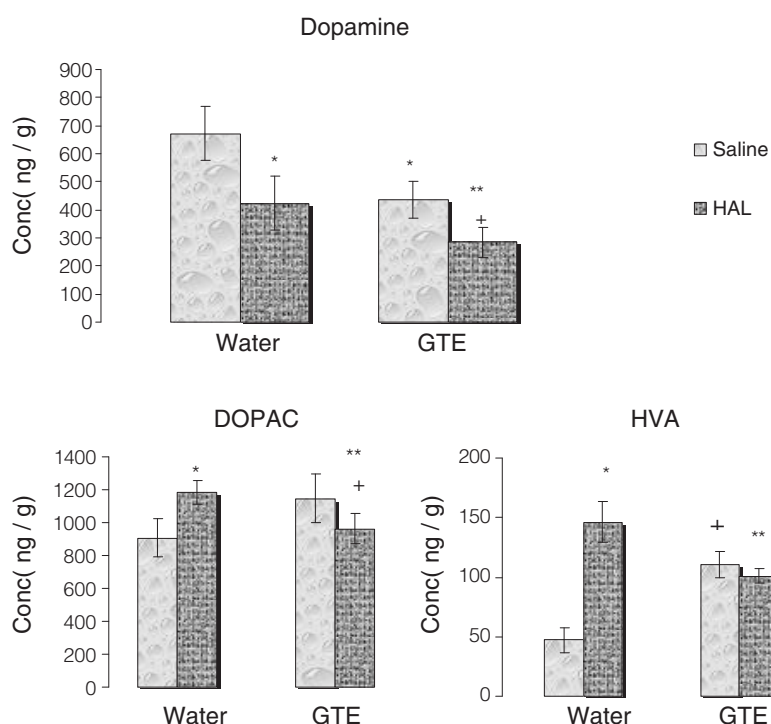 Dopamine
Conc( ng / g)
900
800
700
600
500
400
300
200
100
0
*
*
**
+
Water
GTE
Saline
HAL
DOPAC
Conc( ng / g)
1400
1200
1000
800
600
400
200
0
*
**
+
Water
GTE
HVA
Conc( ng / g)
200
150
100
50
0
*
+
**
Water
GTE